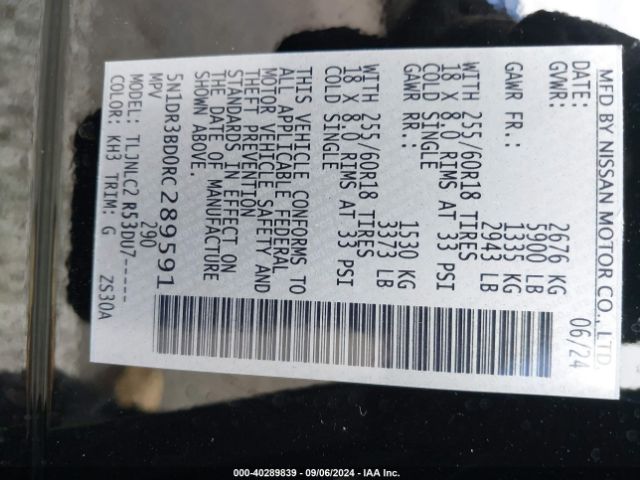 MFD BY NISSAN MOTOR CO., LTD.
DATE: 06/24
GVWR: 2676 KG
5900 LB
GAWR FR.: 1335 KG
2943 LB
WITH 255/60R18 TIRES
18 X 8.0 RIMS AT 33 PSI
COLD SINGLE
GAWR RR.: 1530 KG
3373 LB
WITH 255/60R18 TIRES
18 X 8.0 RIMS AT 33 PSI
COLD SINGLE
THIS VEHICLE CONFORMS TO
ALL APPLICABLE FEDERAL
MOTOR VEHICLE SAFETY AND
THEFT PREVENTION
STANDARDS IN EFFECT ON
THE DATE OF MANUFACTURE
SHOWN ABOVE.
5N1DR3BD0RC289591
MPV 290
MODEL: TLJNLC2 R53DU7-----
COLOR: KH3 TRIM: G ZS30A
000-40289839 - 09/06/2024 - IAA Inc.